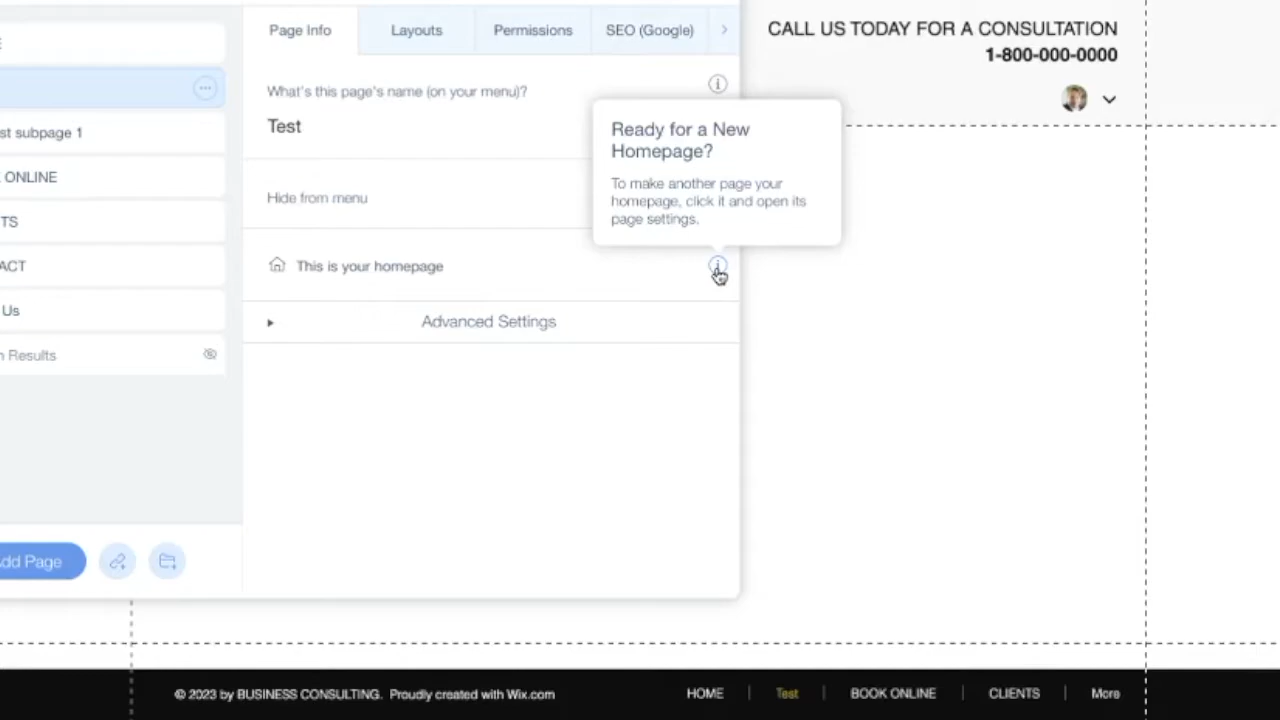 Page Info
Layouts
Permissions
SEO (Google)
CALL US TODAY FOR A CONSULTATION
1-800-000-0000
What's this page's name (on your menu)?
Test
Ready for a New
Homepage?
To make another page your
homepage, click it and open its
page settings.
Hide from menu
This is your homepage
Advanced Settings
st subpage 1
ONLINE
TS
ACT
Us
Results
dd Page
© 2023 by BUSINESS CONSULTING. Proudly created with Wix.com
HOME | Test | BOOK ONLINE | CLIENTS | More